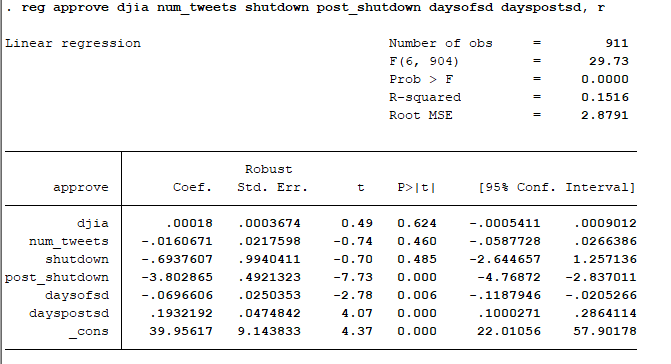 . reg approve djia num_tweets shutdown post_shutdown daysofsd dayspostsd, r
Linear regression Number of obs = 911
F(6, 904) = 29.73
Prob > F = 0.0000
R-squared = 0.1516
Root MSE = 2.8791
Robust
approve Coef. Std. Err. t P>|t| [95% Conf. Interval]
djia .00018 .0003674 0.49 0.624 -.0005411 .0009012
num_tweets -.0160671 .0217598 -0.74 0.460 -.0587728 .0266386
shutdown -.6937607 .9940411 -0.70 0.485 -2.644657 1.257136
post_shutdown -3.802865 .4921323 -7.73 0.000 -4.76872 -2.837011
daysofsd -.0696606 .0250353 -2.78 0.006 -.1187946 -.0205266
dayspostsd .1932192 .0474842 4.07 0.000 .1000271 .2864114
_cons 39.95617 9.143833 4.37 0.000 22.01056 57.90178